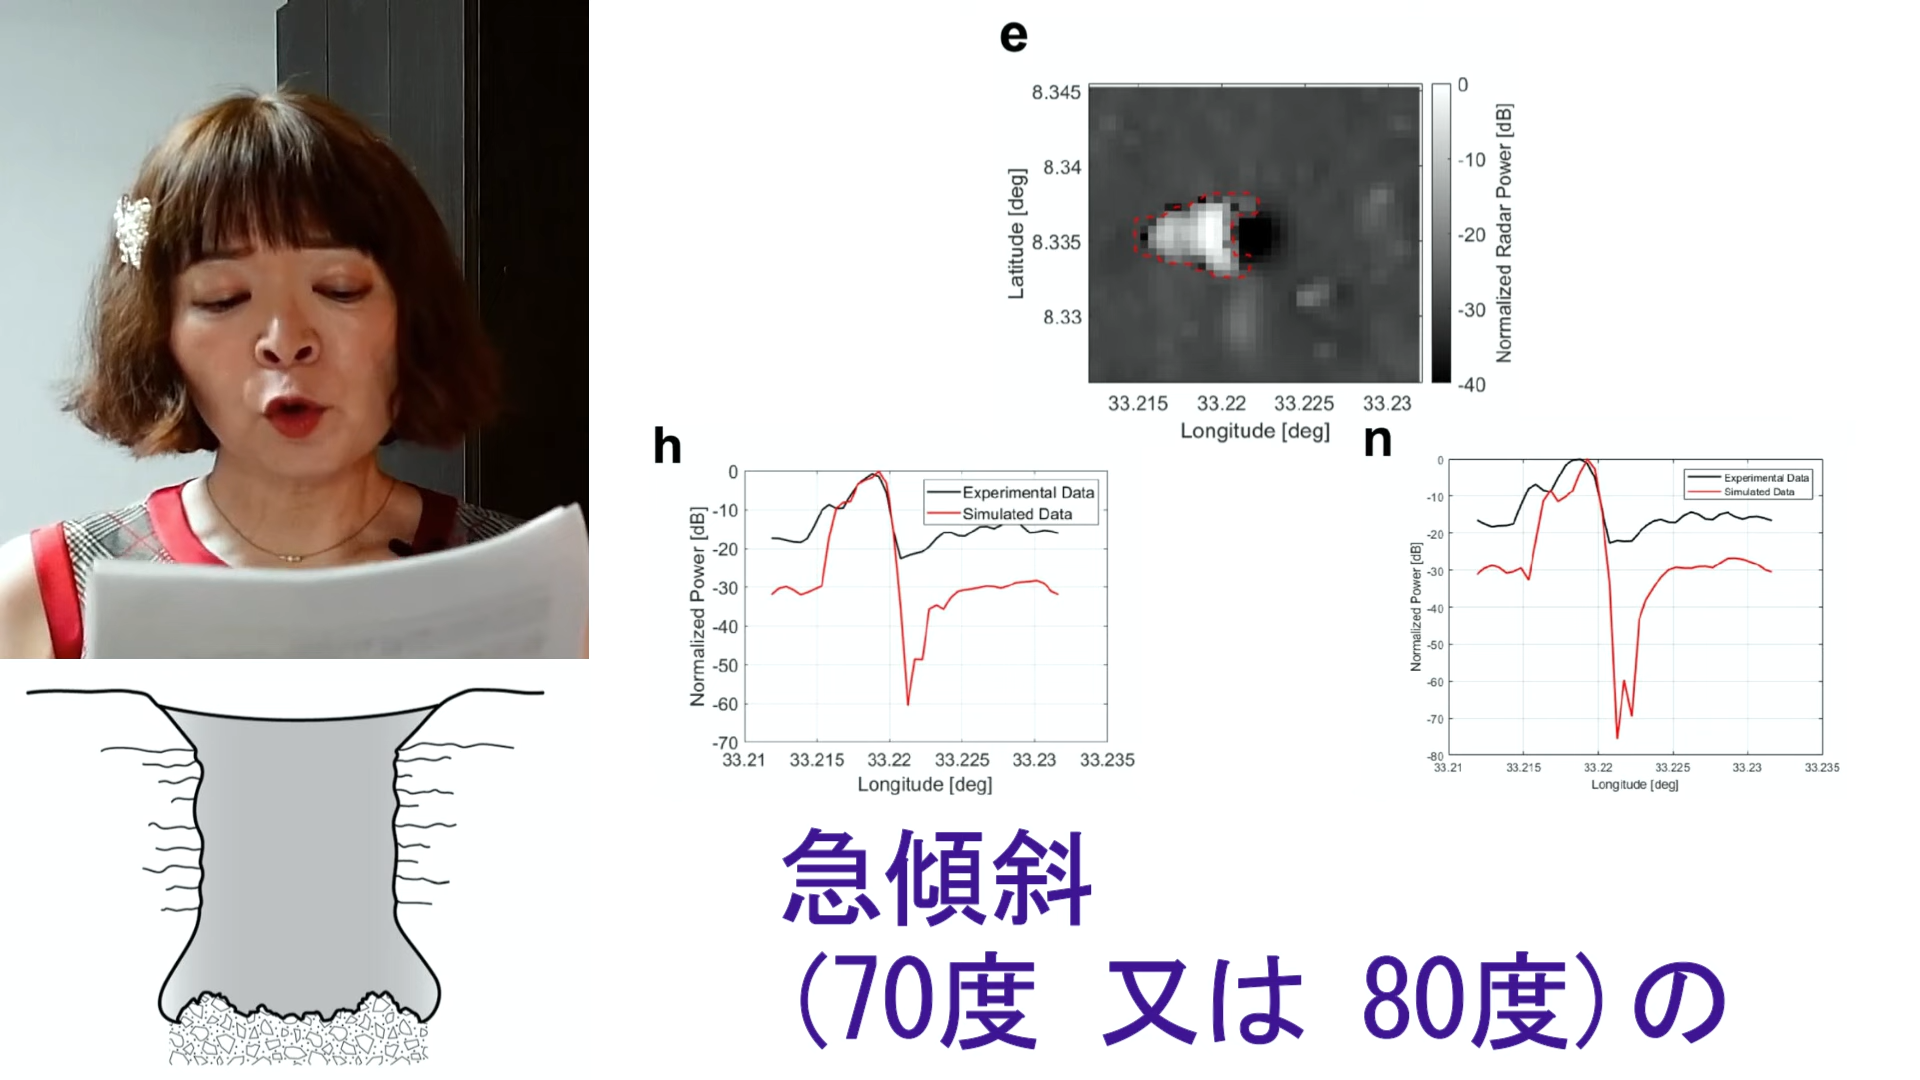 e
8.345
8.34
8.335
8.33
Latitude [deg]
33.215 33.22 33.225 33.23
Longitude [deg]
0
-10
-20
-30
-40
Normalized Radar Power [dB]
h
0
-10
-20
-30
-40
-50
-60
-70
Normalized Power [dB]
Experimental Data
Simulated Data
33.21 33.215 33.22 33.225 33.23 33.235
Longitude [deg]
n
0
-10
-20
-30
-40
-50
-60
-70
-80
Normalized Power [dB]
Experimental Data
Simulated Data
33.21 33.215 33.22 33.225 33.23 33.235
Longitude [deg]
急傾斜
(70度 又は 80度)の